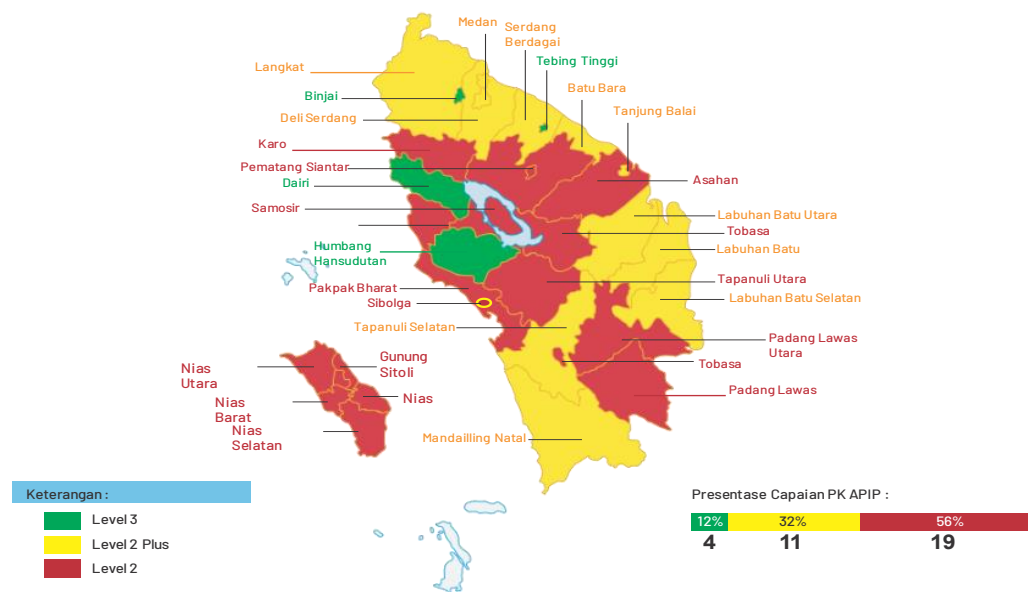 Medan
Serdang
Berdagai
Tebing Tinggi
Langkat
Binjai
Batu Bara
Tanjung Balai
Deli Serdang
Karo
Pematang Siantar
Dairi
Asahan
Samosir
Labuhan Batu Utara
Tobasa
Humbang
Hansudutan
Labuhan Batu
Tapanuli Utara
Pakpak Bharat
Sibolga
Labuhan Batu Selatan
Tapanuli Selatan
Padang Lawas
Utara
Gunung
Sitoli
Nias
Utara
Tobasa
Padang Lawas
Nias
Nias
Barat
Nias
Selatan
Mandailling Natal
Keterangan :
Level 3
Level 2 Plus
Level 2
Presentase Capaian PK APIP :
12% 32% 56%
4 11 19